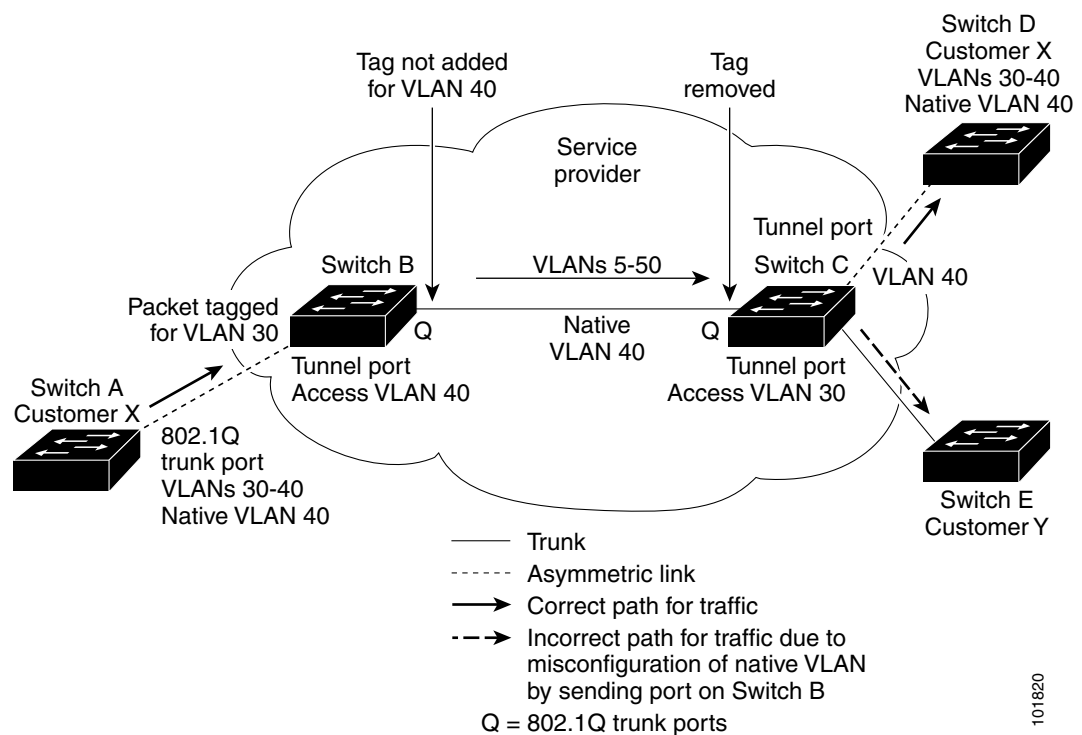 Switch D
Customer X
VLANs 30-40
Native VLAN 40
Tag not added
for VLAN 40
Tag
removed
Service
provider
Tunnel port
Switch B
VLANs 5-50
Switch C
VLAN 40
Packet tagged
for VLAN 30
Q
Native
VLAN 40
Q
Tunnel port
Access VLAN 40
Tunnel port
Access VLAN 30
Switch A
Customer X
802.1Q
trunk port
VLANs 30-40
Native VLAN 40
Switch E
Customer Y
Trunk
Asymmetric link
Correct path for traffic
Incorrect path for traffic due to
misconfiguration of native VLAN
by sending port on Switch B
Q = 802.1Q trunk ports
101820